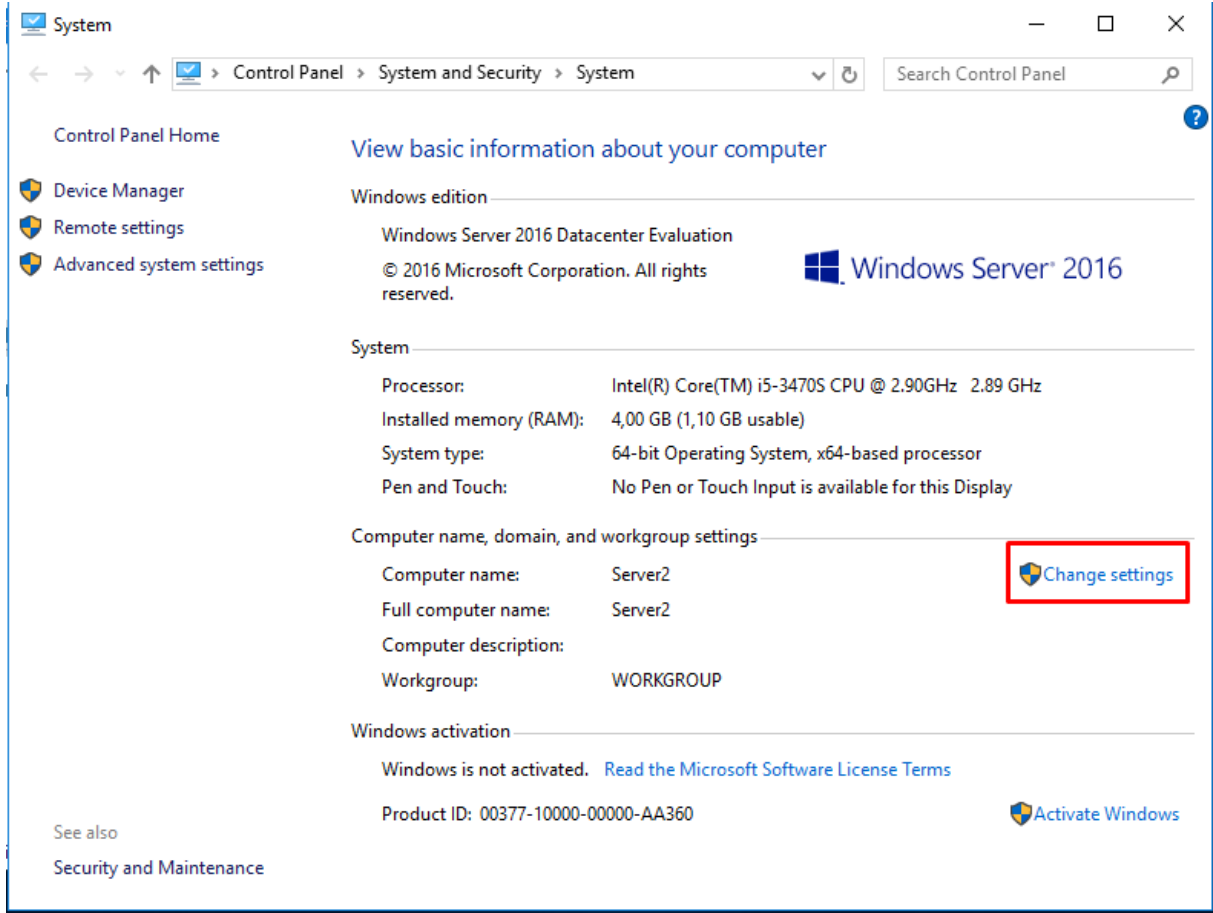 System
Control Panel > System and Security > System
Search Control Panel
Control Panel Home
Device Manager
Remote settings
Advanced system settings
See also
Security and Maintenance
?
View basic information about your computer
Windows edition
Windows Server 2016 Datacenter Evaluation
© 2016 Microsoft Corporation. All rights
reserved.
Windows Server® 2016
System
Processor: Intel(R) Core(TM) i5-3470S CPU @ 2.90GHz 2.89 GHz
Installed memory (RAM): 4,00 GB (1,10 GB usable)
System type: 64-bit Operating System, x64-based processor
Pen and Touch: No Pen or Touch Input is available for this Display
Computer name, domain, and workgroup settings
Computer name: Server2
Change settings
Full computer name: Server2
Computer description:
Workgroup: WORKGROUP
Windows activation
Windows is not activated. Read the Microsoft Software License Terms
Product ID: 00377-10000-00000-AA360
Activate Windows